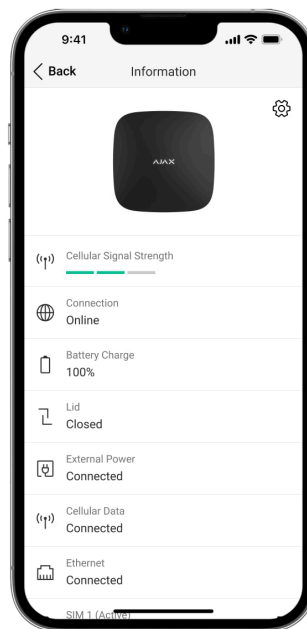 9:41
Back
Information
AJAX
Cellular Signal Strength
Connection
Online
Battery Charge
100%
Lid
Closed
External Power
Connected
Cellular Data
Connected
Ethernet
Connected
SIM 1 (Active)